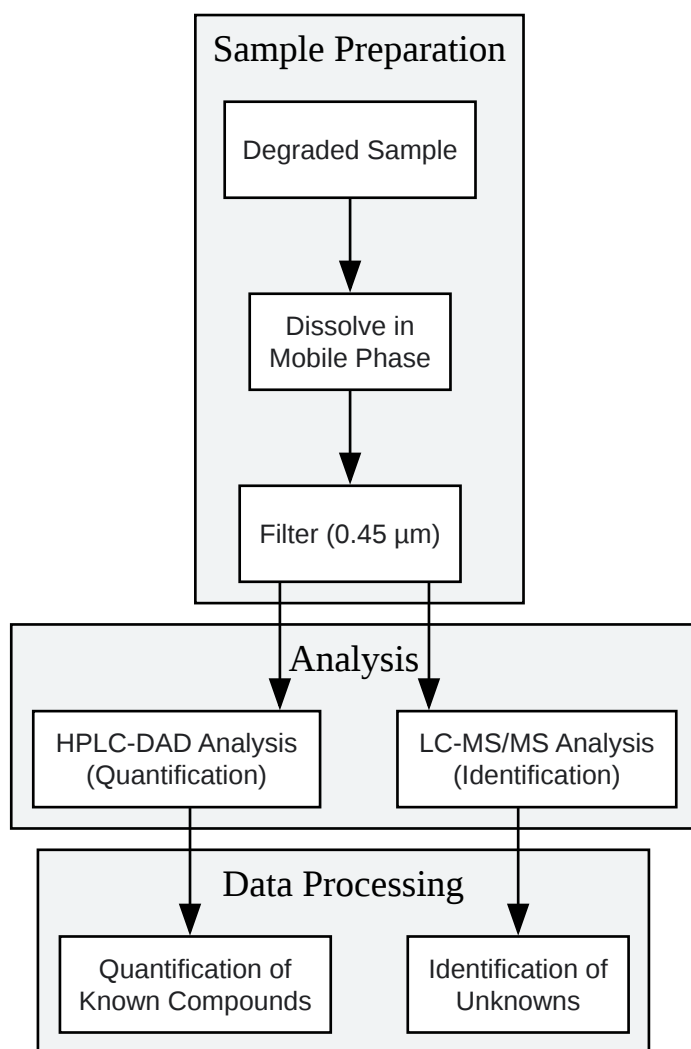 Sample Preparation
Degraded Sample
Dissolve in
Mobile Phase
Filter (0.45 µm)
Analysis
HPLC-DAD Analysis
(Quantification)
LC-MS/MS Analysis
(Identification)
Data Processing
Quantification of
Known Compounds
Identification of
Unknowns